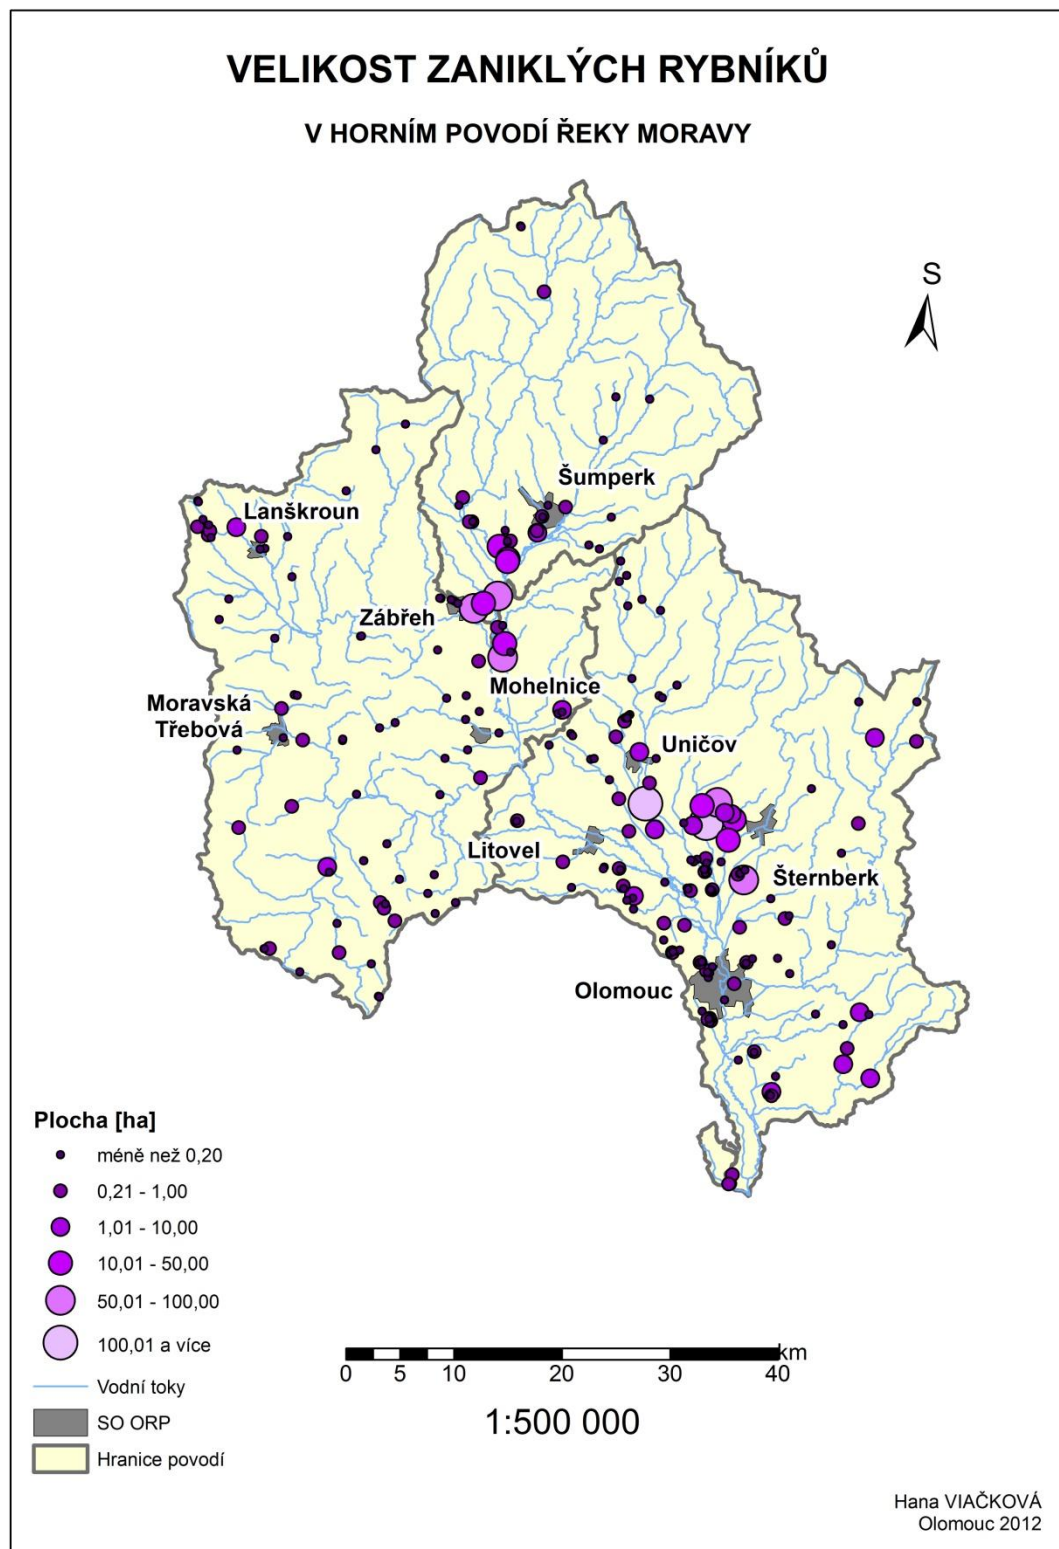 VELIKOST ZANIKLÝCH RYBNÍKŮ
V HORNÍM POVODÍ ŘEKY MORAVY
S
Šumperk
Lanškroun
Zábřeh
Mohelnice
Moravská
Třebová
Uničov
Litovel
Šternberk
Olomouc
Plocha [ha]
méně než 0,20
0,21 - 1,00
1,01 - 10,00
10,01 - 50,00
50,01 - 100,00
100,01 a více
Vodní toky
SO ORP
Hranice povodí
km
0 5 10 20 30 40
1:500 000
Hana VIAČKOVÁ
Olomouc 2012